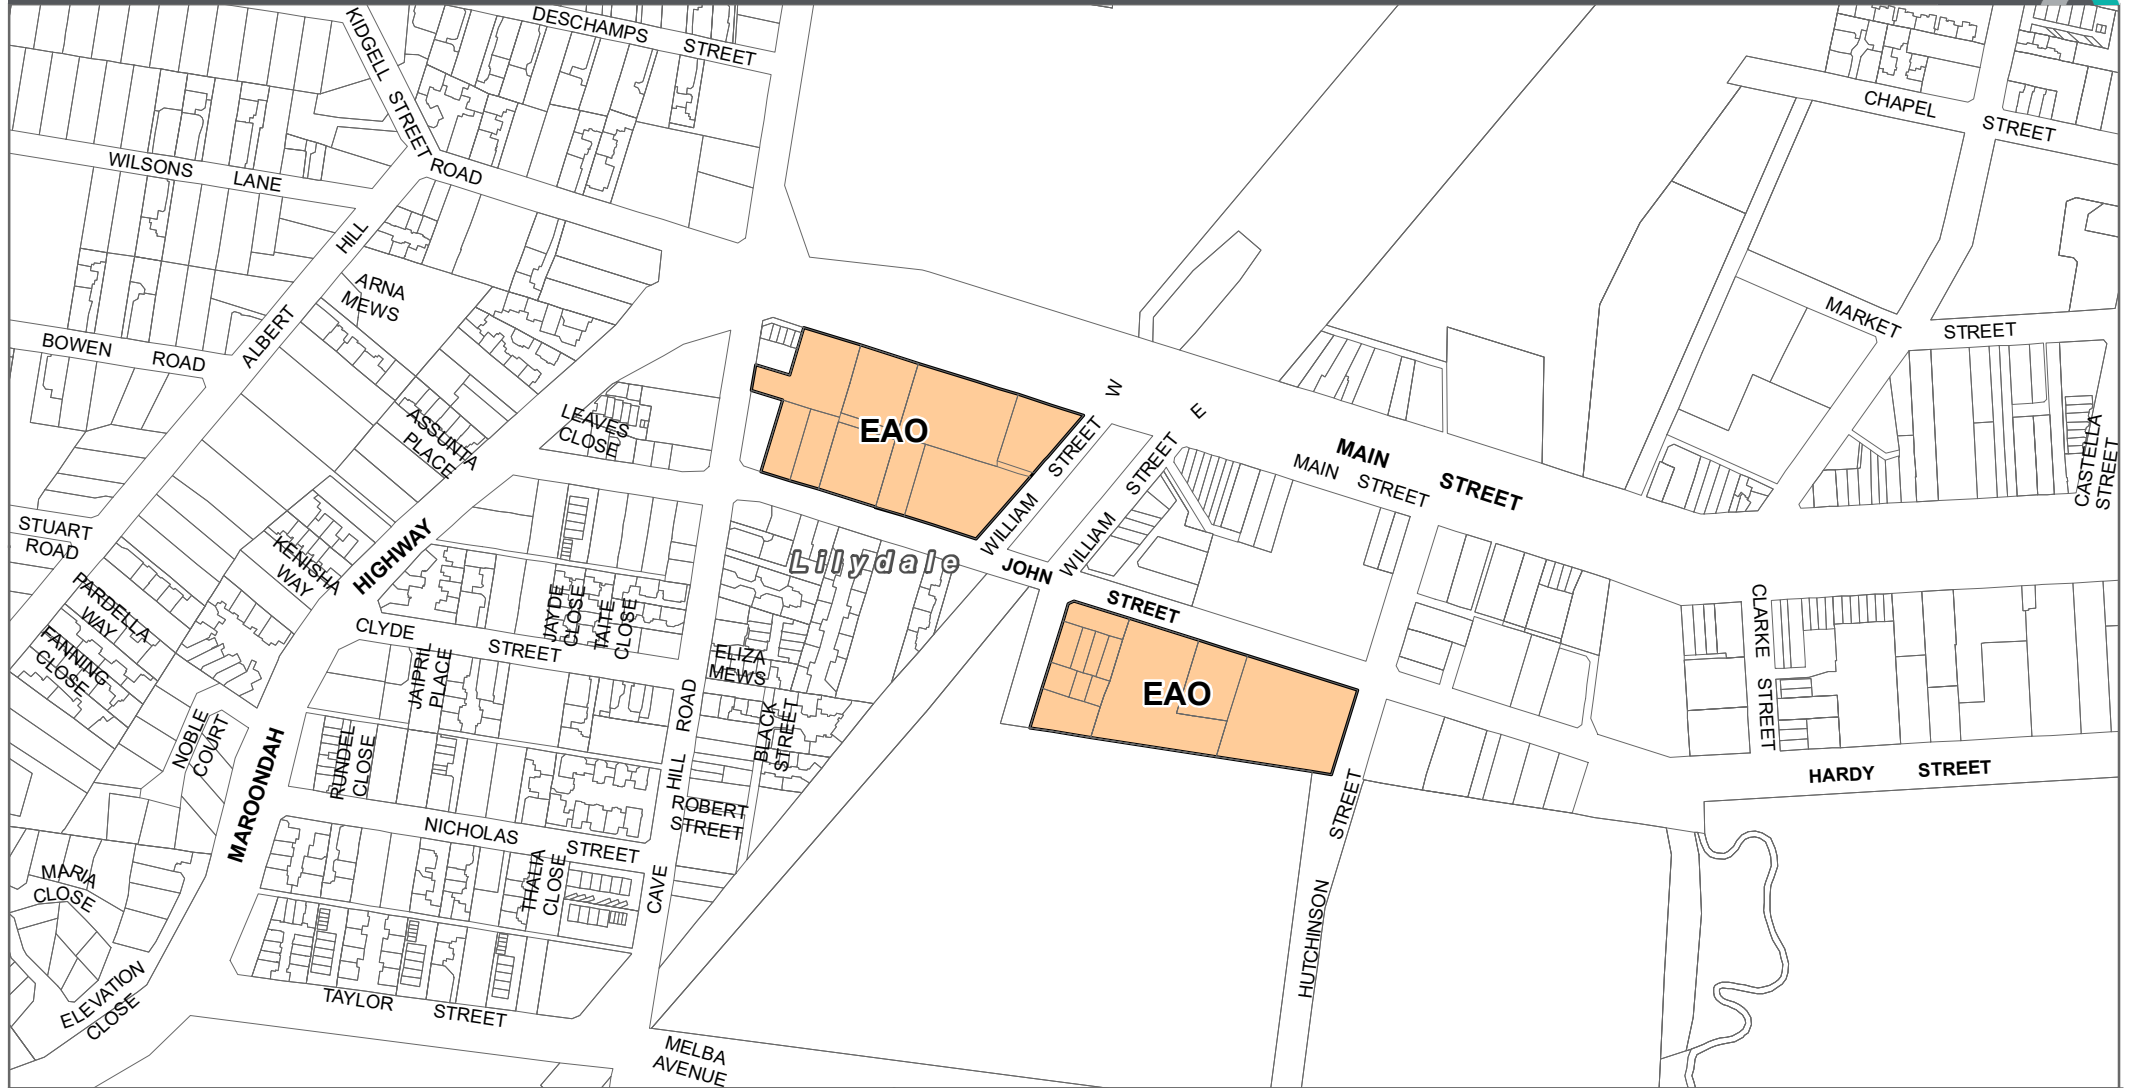 DESCHAMPS STREET
KIDGELL STREET
CHAPEL STREET
WILSONS LANE
ROAD
HILL
ALBERT
ARNA
MEWS
MARKET STREET
BOWEN ROAD
LEAVES
CLOSE
ASSUNTA
PLACE
EAO
W
E
WILLIAM STREET
WILLIAM STREET
MAIN STREET
MAIN STREET
CASTELLA
STREET
STUART
ROAD
HIGHWAY
KENISHA
WAY
Lilydale
JOHN STREET
PARDELLA
WAY
FANNING
CLOSE
CLYDE STREET
JAYDE
CLOSE
TAITE
CLOSE
JAIPRIL
PLACE
ELIZA
MEWS
EAO
CLARKE STREET
NOBLE
COURT
RUNDEL
CLOSE
BLACK
STREET
MAROONDAH
CAVE HILL ROAD
HARDY STREET
ROBERT
STREET
NICHOLAS STREET
THALIA
CLOSE
HUTCHINSON STREET
MARIA
CLOSE
ELEVATION
CLOSE
TAYLOR STREET
MELBA
AVENUE